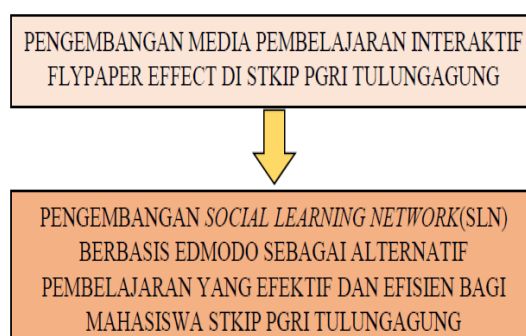 PENGEMBANGAN MEDIA PEMBELAJARAN INTERAKTIF
FLYPAPER EFFECT DI STKIP PGRI TULUNGAGUNG
PENGEMBANGAN SOCIAL LEARNING NETWORK(SLN)
BERBASIS EDMODO SEBAGAI ALTERNATIF
PEMBELAJARAN YANG EFEKTIF DAN EFISIEN BAGI
MAHASISWA STKIP PGRI TULUNGAGUNG